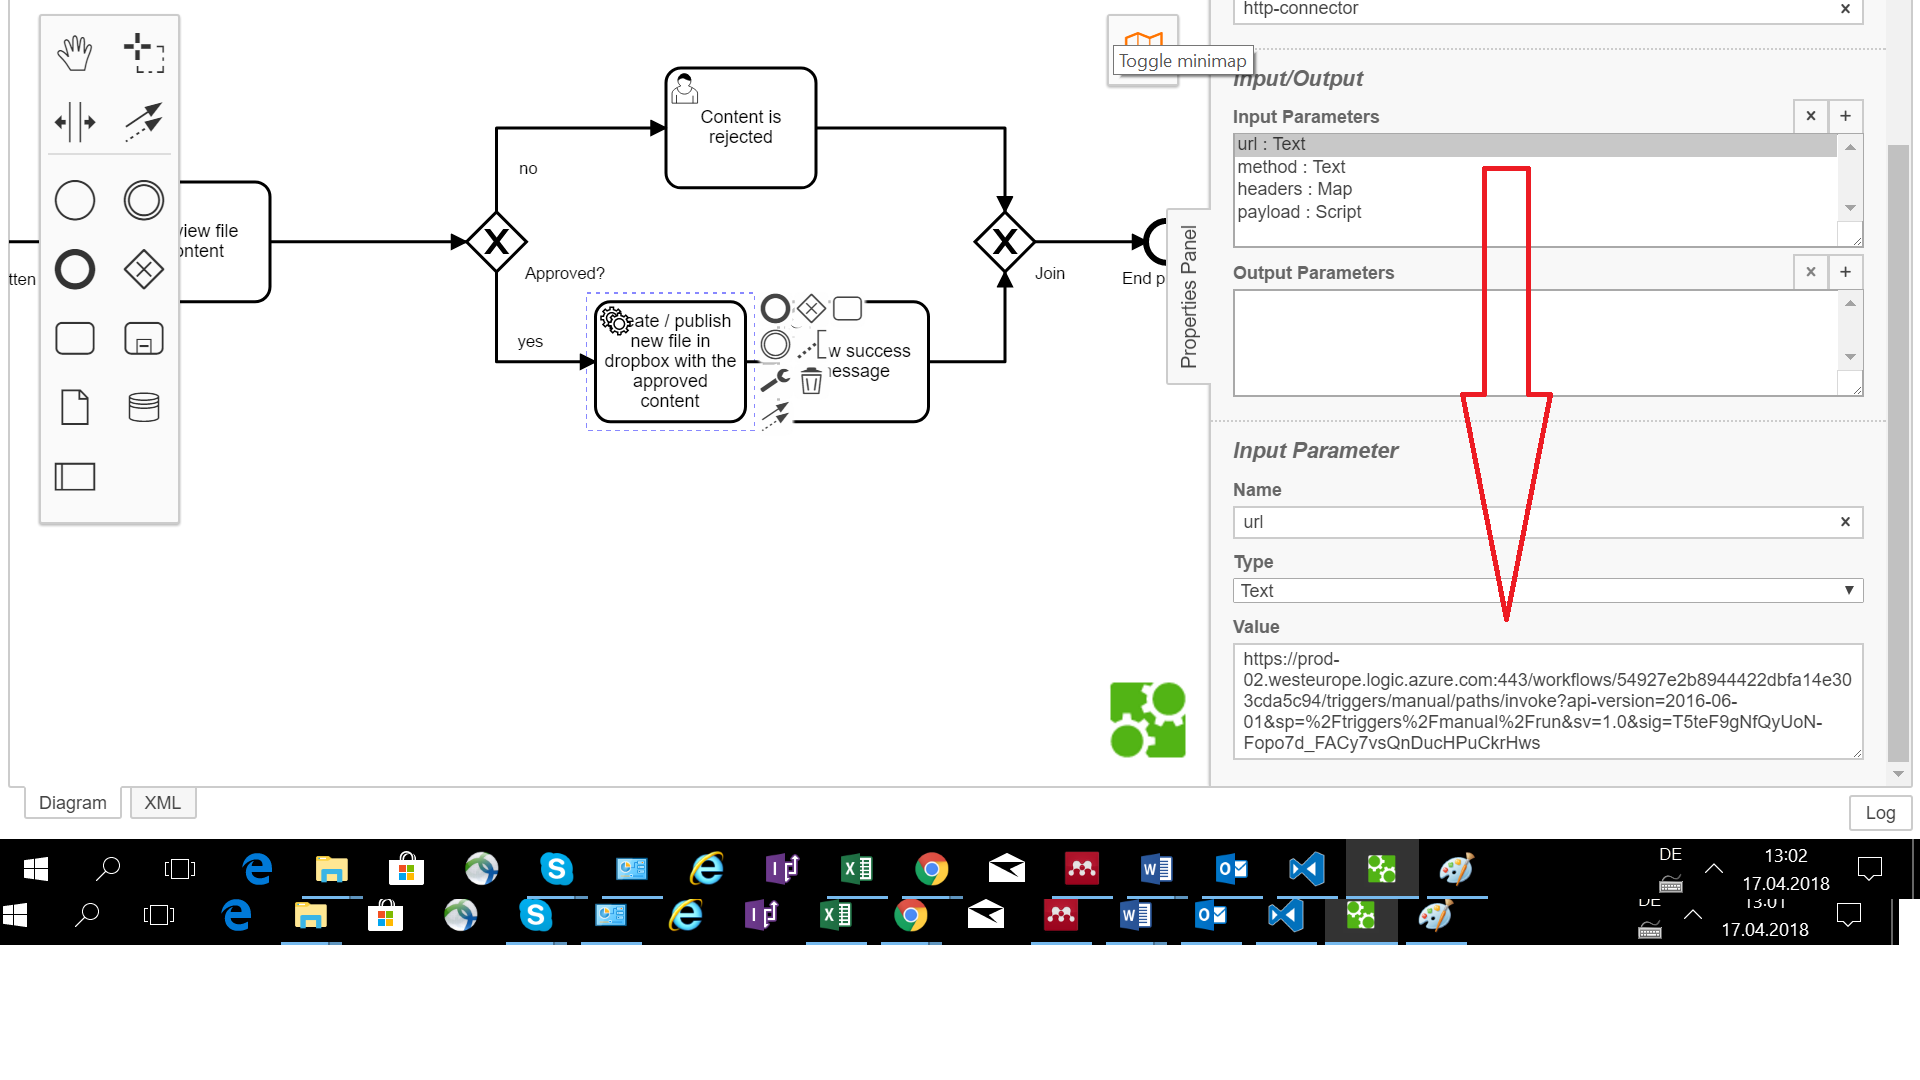 http-connector
×
Toggle minimap
Input/Output
Input Parameters
× +
url : Text
method : Text
headers : Map
payload : Script
Output Parameters
× +
Input Parameter
Name
url
×
Type
Text
Value
https://prod-
02.westeurope.logic.azure.com:443/workflows/54927e2b8944422dbfa14e30
3cda5c94/triggers/manual/paths/invoke?api-version=2016-06-
01&sp=%2Ftriggers%2Fmanual%2Frun&sv=1.0&sig=T5teF9gNfQyUoN-
Fopo7d_FACy7vsQnDucHPuCkrHws
Properties Panel
Content is
rejected
no
view file
ontent
tten
Approved?
yes
eate / publish
new file in
dropbox with the
approved
content
w success
essage
Join
End p
Diagram
XML
Log
DE
13:02
17.04.2018
DE
13:01
17.04.2018